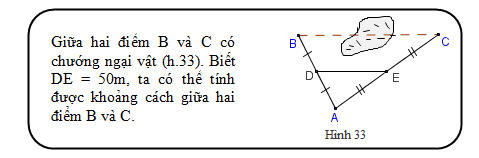 Giữa hai điểm B và C có
chướng ngại vật (h.33). Biết
DE = 50m, ta có thể tính
được khoảng cách giữa hai
điểm B và C.
B
C
D
E
A
Hình 33